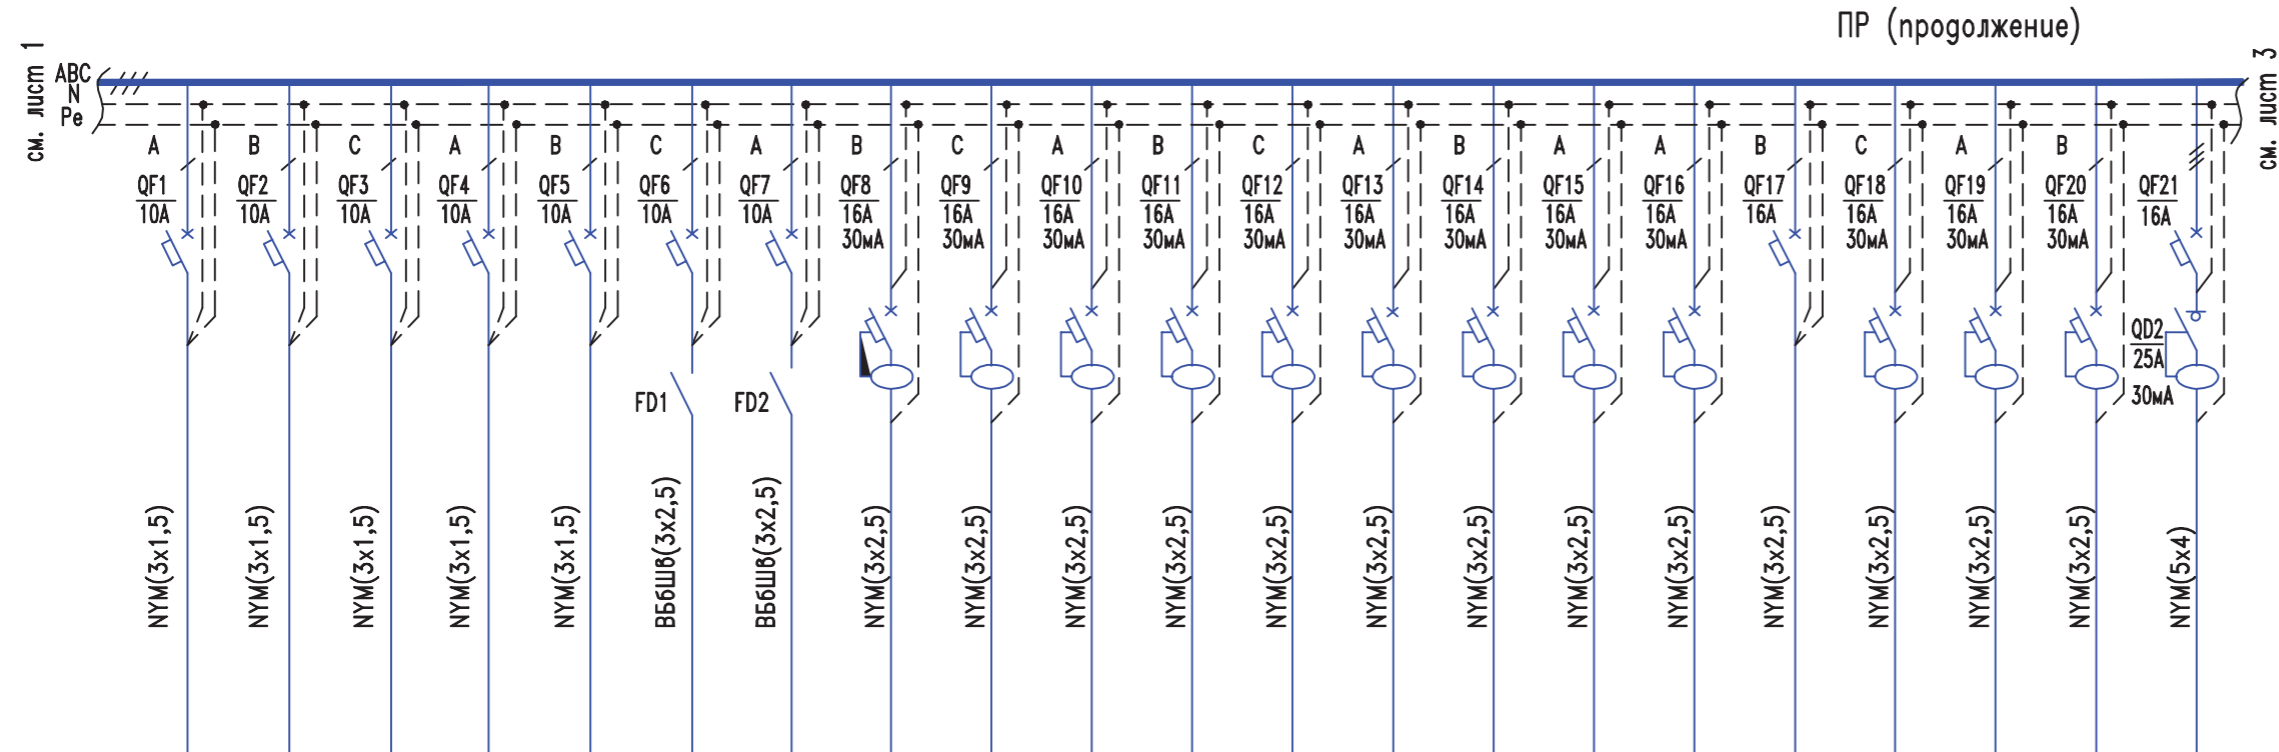 ПР (продолжение)
см. лист 1
ABC
N
Pe
см. лист 3
A B C A B C A B C A B C A B A A B C A B
QF1 QF2 QF3 QF4 QF5 QF6 QF7 QF8 QF9 QF10 QF11 QF12 QF13 QF14 QF15 QF16 QF17 QF18 QF19 QF20 QF21
10A 10A 10A 10A 10A 10A 10A 16A 16A 16A 16A 16A 16A 16A 16A 16A 16A 16A 16A 16A 16A
30мА 30мА 30мА 30мА 30мА 30мА 30мА 30мА 30мА 30мА 30мА 30мА
QD2
25A
30мА
FD1 FD2
NYM(3x1,5) NYM(3x1,5) NYM(3x1,5) NYM(3x1,5) NYM(3x1,5) ВБбШв(3x2,5) ВБбШв(3x2,5) NYM(3x2,5) NYM(3x2,5) NYM(3x2,5) NYM(3x2,5) NYM(3x2,5) NYM(3x2,5) NYM(3x2,5) NYM(3x2,5) NYM(3x2,5) NYM(3x2,5) NYM(3x2,5) NYM(3x2,5) NYM(3x2,5) NYM(5x4)